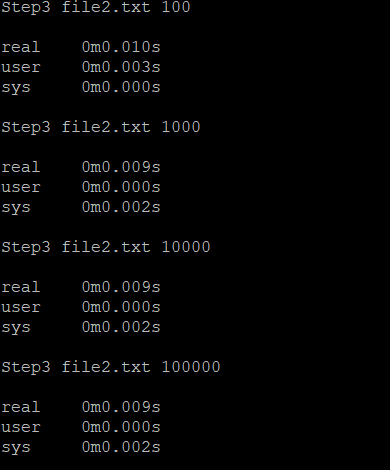 Step3 file2.txt 100
real 0m0.010s
user 0m0.003s
sys 0m0.000s
Step3 file2.txt 1000
real 0m0.009s
user 0m0.000s
sys 0m0.002s
Step3 file2.txt 10000
real 0m0.009s
user 0m0.000s
sys 0m0.002s
Step3 file2.txt 100000
real 0m0.009s
user 0m0.000s
sys 0m0.002s